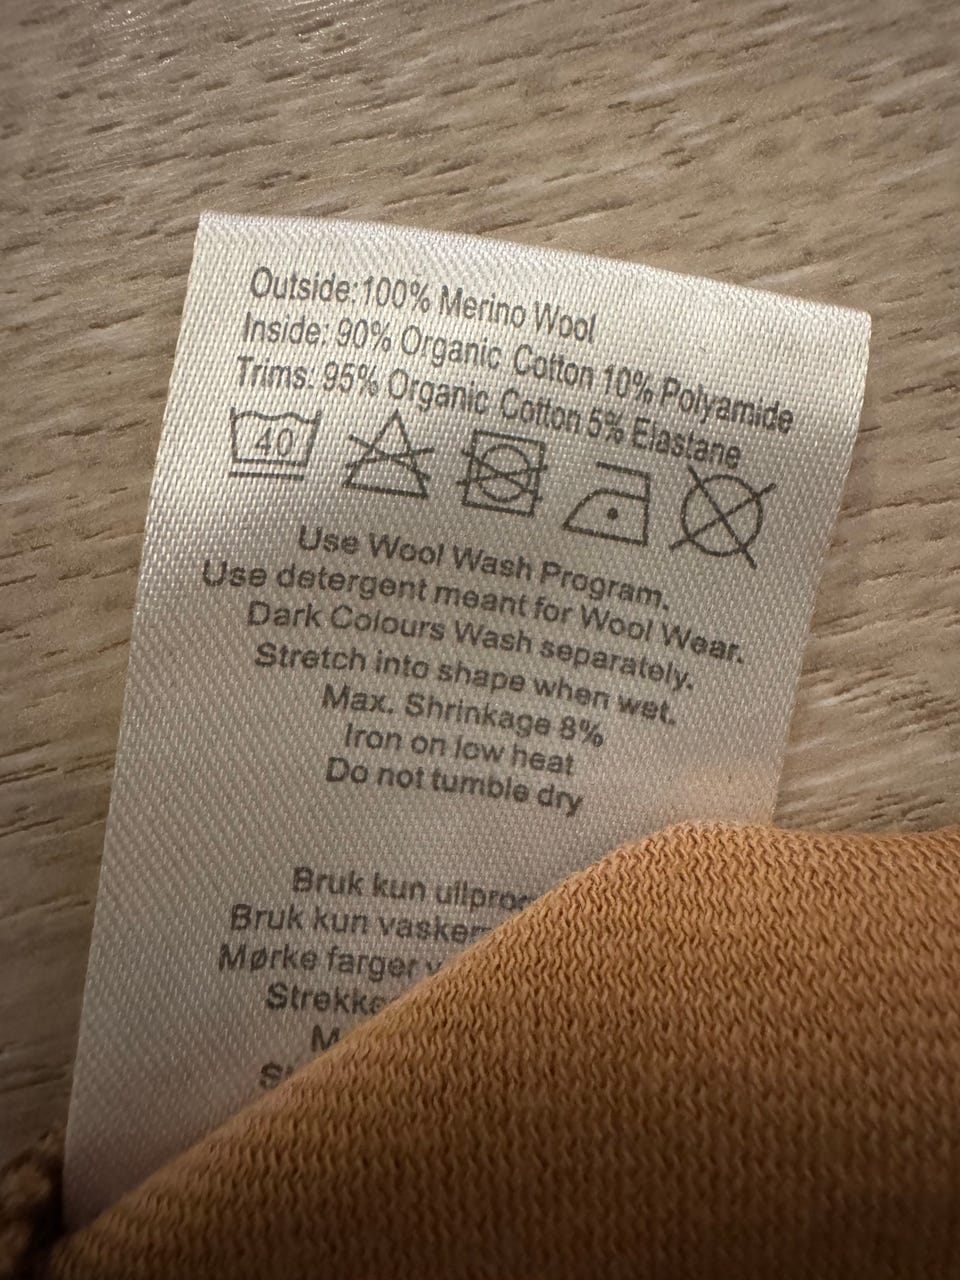 Outside:100% Merino Wool
Inside: 90% Organic Cotton 10% Polyamide
Trims: 95% Organic Cotton 5% Elastane
40
Use Wool Wash Program.
Use detergent meant for Wool Wear.
Dark Colours Wash separately.
Stretch into shape when wet.
Max. Shrinkage 8%
Iron on low heat
Do not tumble dry
Bruk kun
Bruk kun
Mørke farger